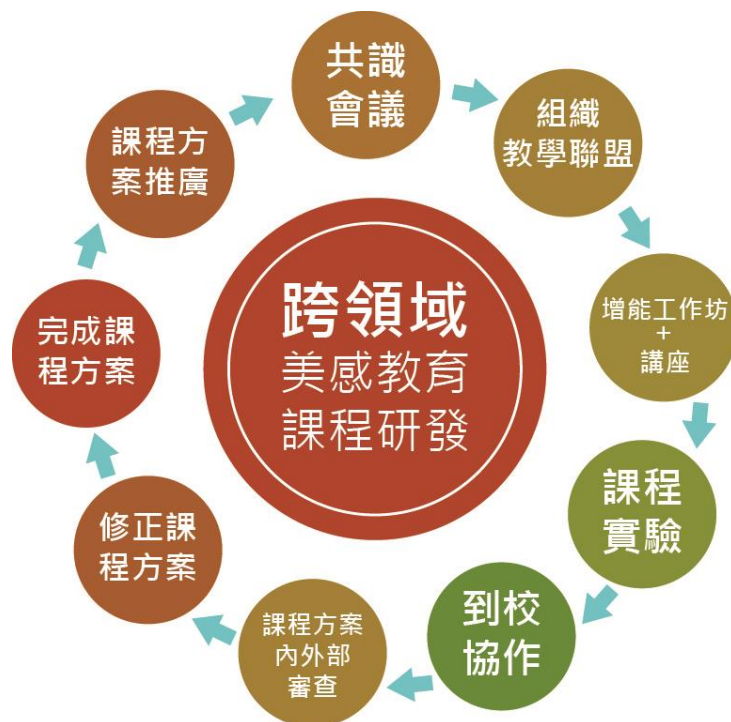 跨領域
美感教育
課程研發
共識
會議
組織
教學聯盟
增能工作坊
+
講座
課程
實驗
到校
協作
課程方案
內外部
審查
修正課
程方案
完成課
程方案
課程方
案推廣